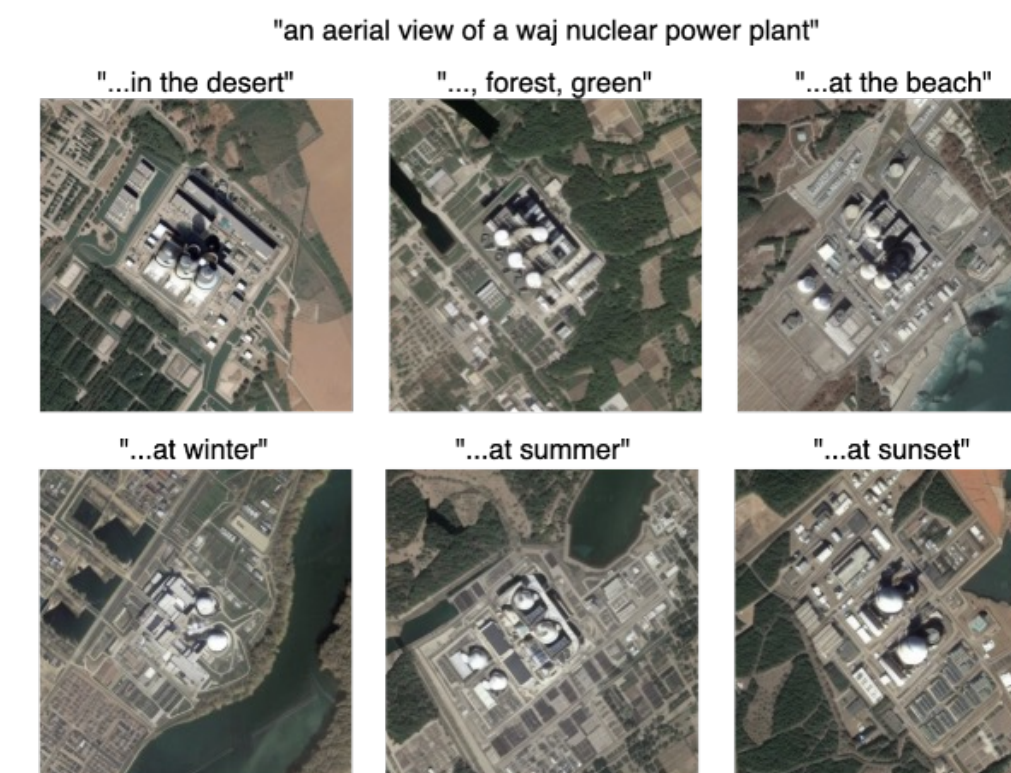 "an aerial view of a waj nuclear power plant"
"...in the desert" "..., forest, green" "...at the beach"
"...at winter" "...at summer" "...at sunset"